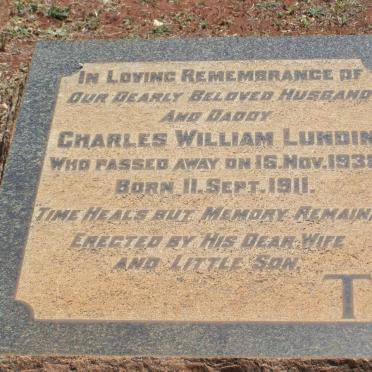 In Loving Remembrance of
Our Dearly Beloved Husband
And Daddy
Charles William Lundin
Who passed away on 16. Nov. 193
Born 11. Sept. 1911.
Time Heals but Memory Remain
Erected by His Dear Wife
and Little Son.
T